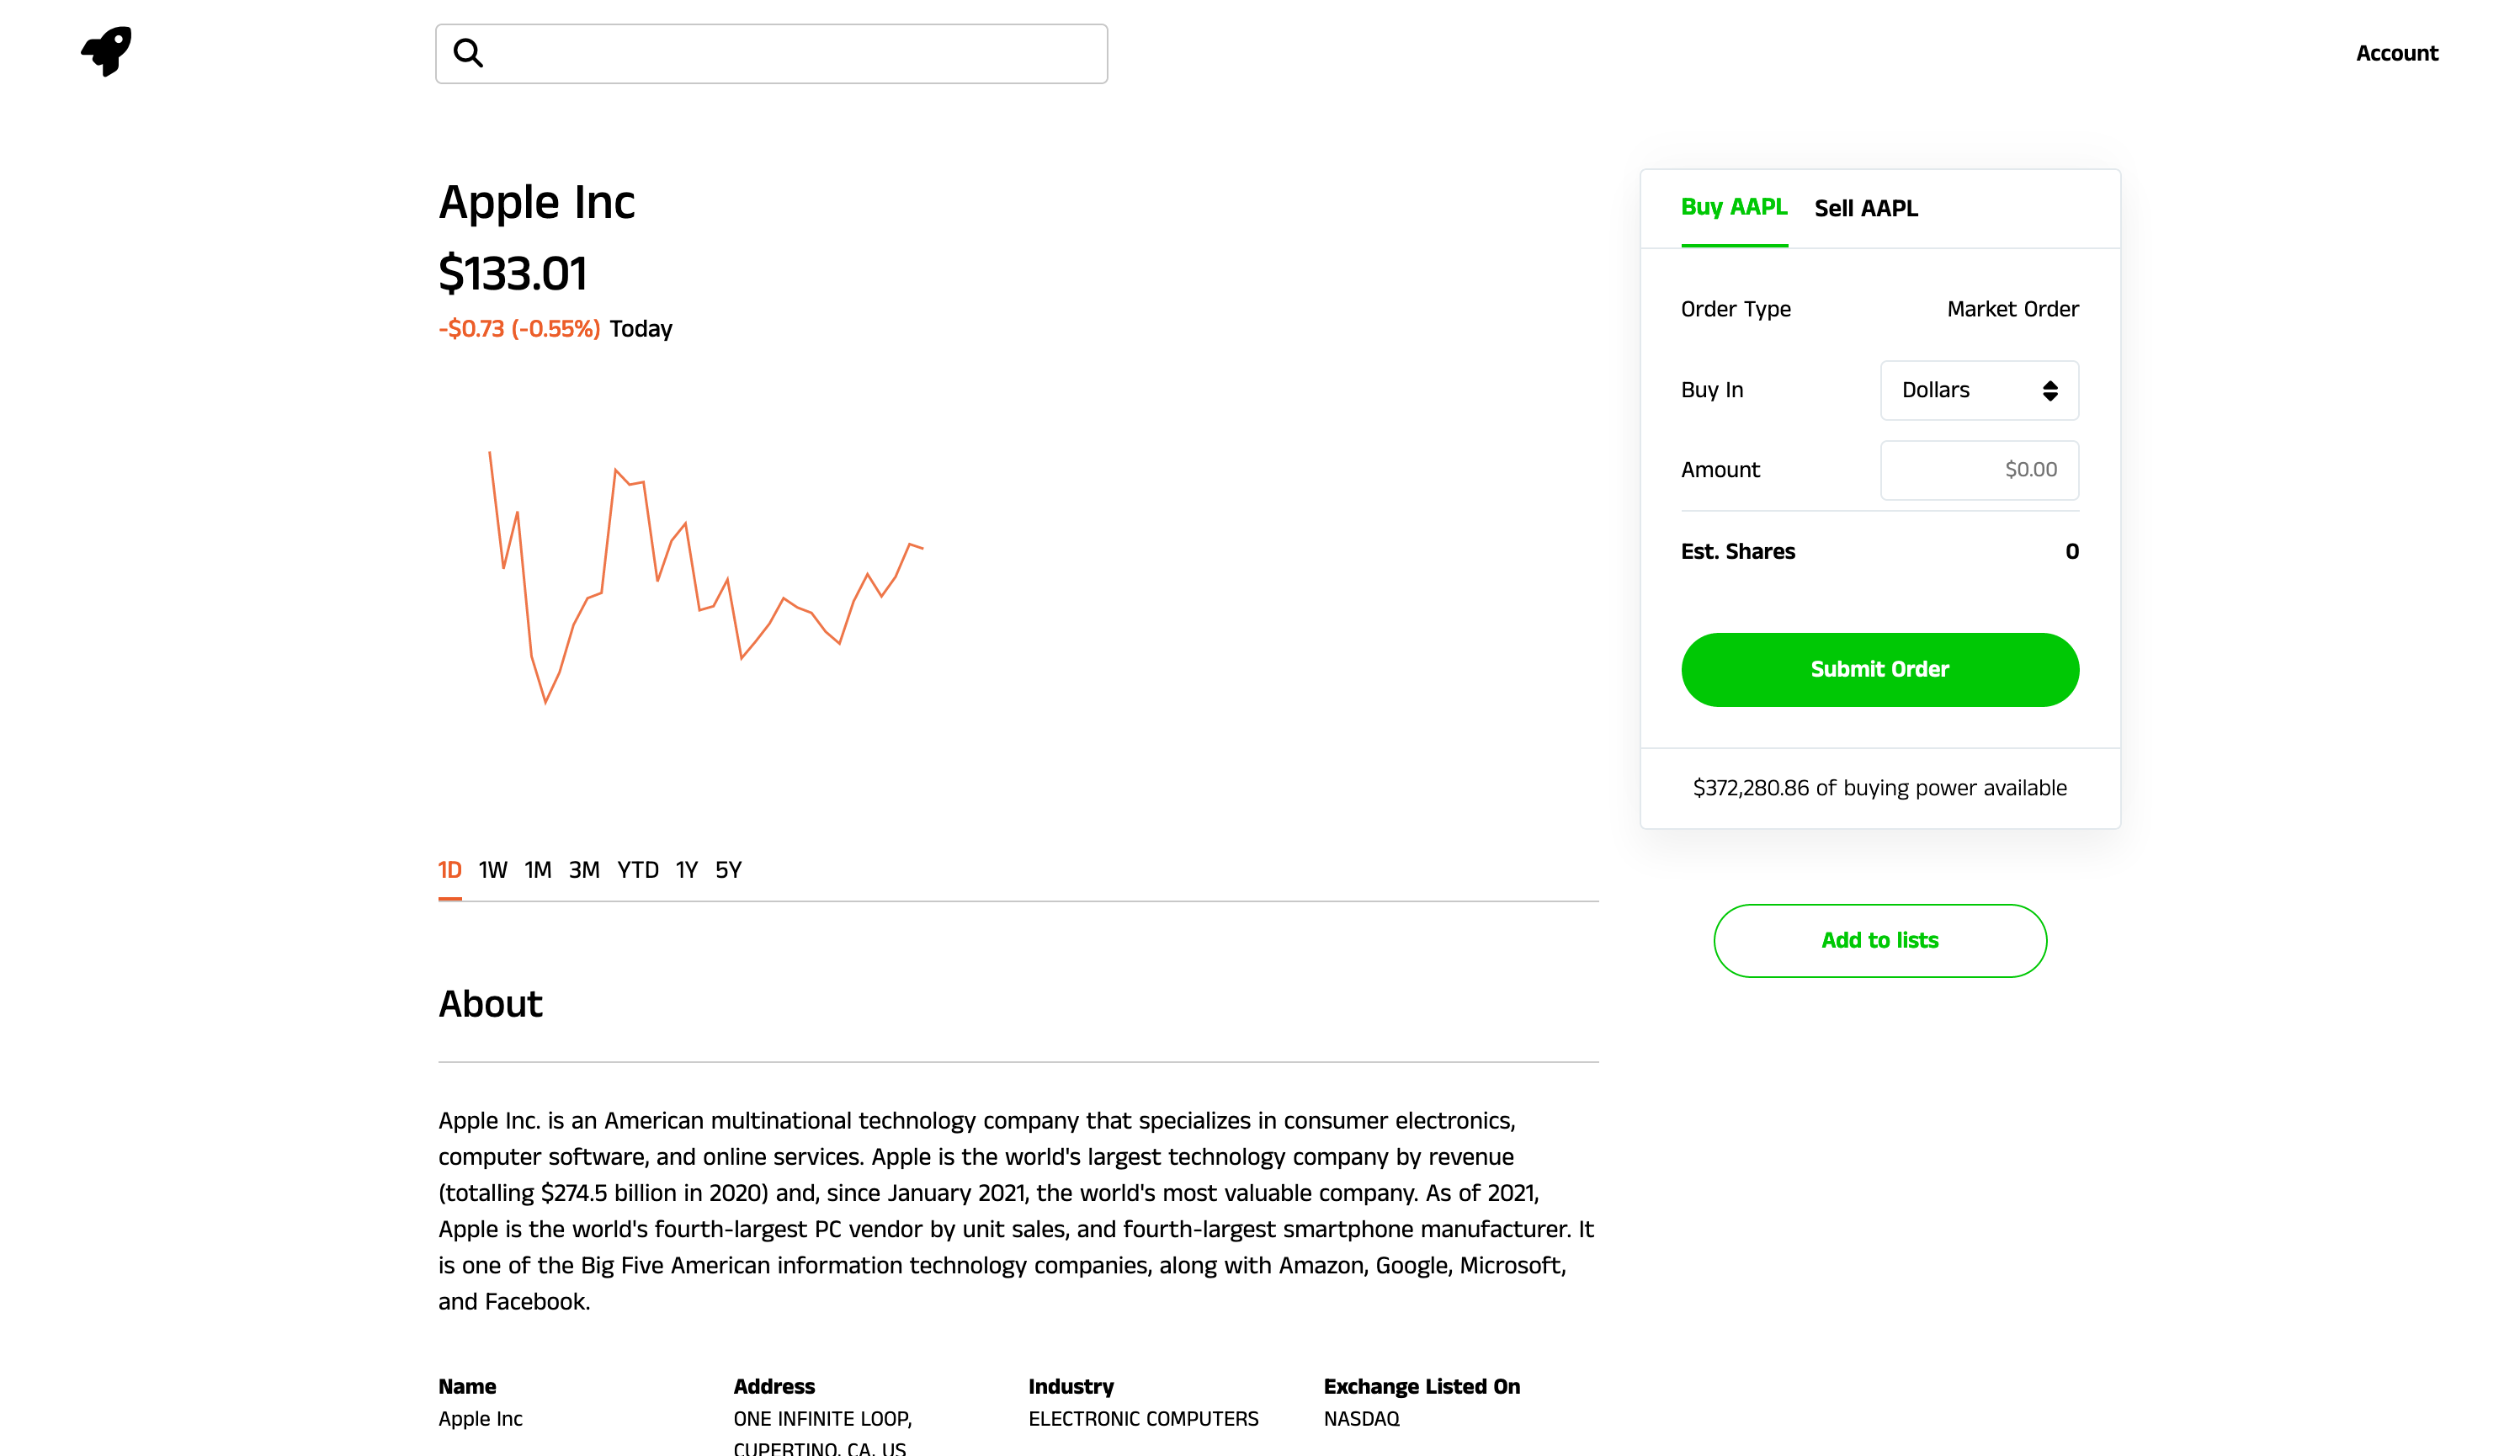 Account
Apple Inc
$133.01
-$0.73 (-0.55%) Today
1D 1W 1M 3M YTD 1Y 5Y
About
Apple Inc. is an American multinational technology company that specializes in consumer electronics,
computer software, and online services. Apple is the world's largest technology company by revenue
(totalling $274.5 billion in 2020) and, since January 2021, the world's most valuable company. As of 2021,
Apple is the world's fourth-largest PC vendor by unit sales, and fourth-largest smartphone manufacturer. It
is one of the Big Five American information technology companies, along with Amazon, Google, Microsoft,
and Facebook.
Name
Apple Inc
Address
ONE INFINITE LOOP,
CUPERTINO, CA, US
Industry
ELECTRONIC COMPUTERS
Exchange Listed On
NASDAQ
Buy AAPL Sell AAPL
Order Type Market Order
Buy In Dollars
Amount $0.00
Est. Shares 0
Submit Order
$372,280.86 of buying power available
Add to lists